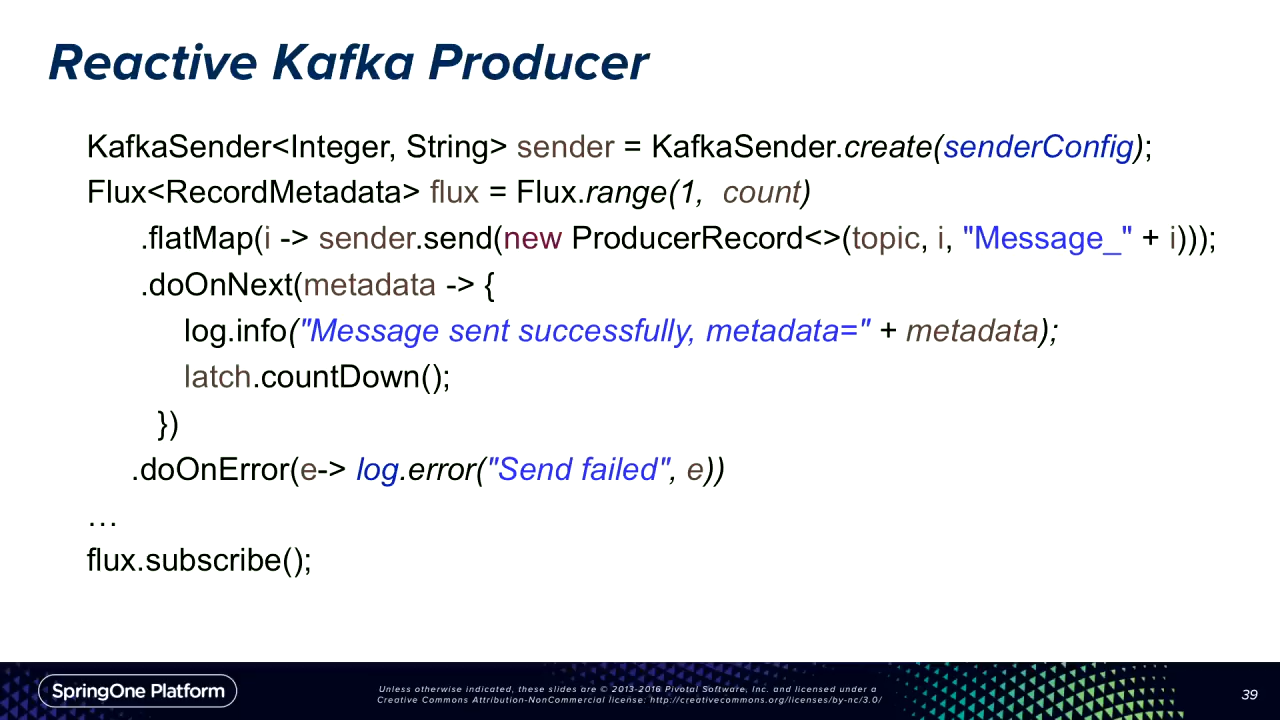 Reactive Kafka Producer
KafkaSender<Integer, String> sender = KafkaSender.create(senderConfig);
Flux<RecordMetadata> flux = Flux.range(1, count)
.flatMap(i -> sender.send(new ProducerRecord<>(topic, i, "Message_" + i)));
.doOnNext(metadata -> {
log.info("Message sent successfully, metadata=" + metadata);
latch.countDown();
})
.doOnError(e-> log.error("Send failed", e))
…
flux.subscribe();
SpringOne Platform
Unless otherwise indicated, these slides are © 2013-2016 Pivotal Software, Inc. and licensed under a
Creative Commons Attribution-NonCommercial license: http://creativecommons.org/licenses/by-nc/3.0/
39